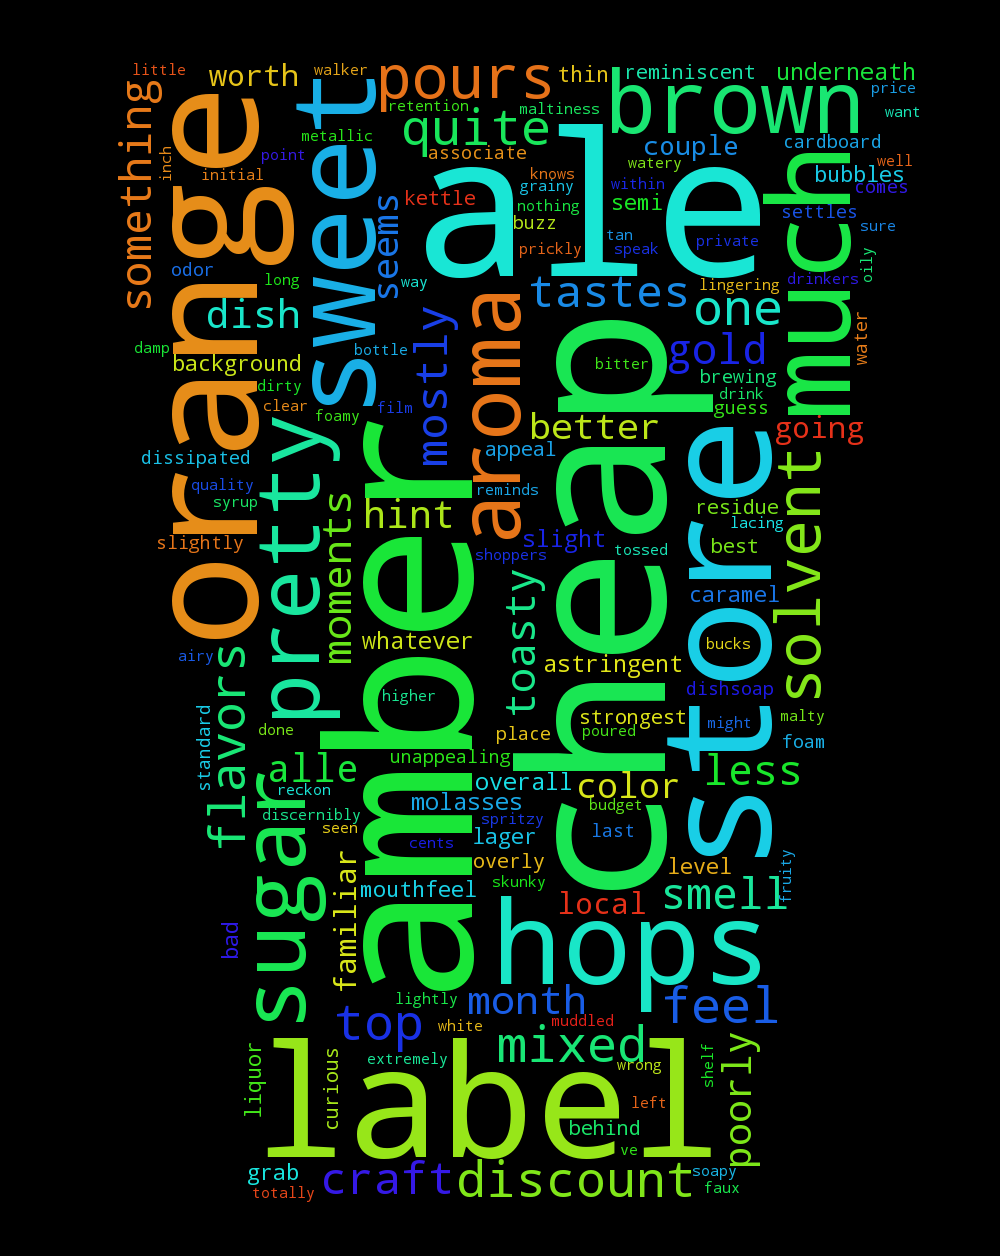 little
worth
walker
pours
thin
reminiscent
underneath
price
want
something
inch
orange
sweet
retention
maltiness
quite
brown
metallic
point
initial
associate
couple
cardboard
well
bubbles
comes
much
watery
knows
grainy
within
kettle
nothing
semi
settles
sure
buzz
ale
seems
prickly
tan
speak
private
oily
odor
long
way
lingering
drinkers
tastes
dish
one
aroma
mostly
water
damp
background
bottle
gold
bitter
cheap
brewing
dirty
drink
clear
foamy
film
guess
pretty
better
going
dissipated
appeal
amber
store
solvent
quality
syrup
reminds
moments
hint
residue
lacing
slightly
slight
shoppers
tossed
best
toasty
caramel
whatever
bucks
airy
flavors
astringent
higher
dishsoap
strongest
might
malty
standard
done
place
poured
foam
unappealing
alle
less
reckon
overall
color
sugar
molasses
budget
discernibly
spritzy
seen
lager
last
cents
familiar
overly
level
fruity
mouthfeel
skunky
smell
local
hops
bad
lightly
month
feel
top
white
muddled
mixed
liquor
curious
extremely
wrong
shelf
poorly
label
left
behind
ve
grab
totally
craft
discount
soapy
faux